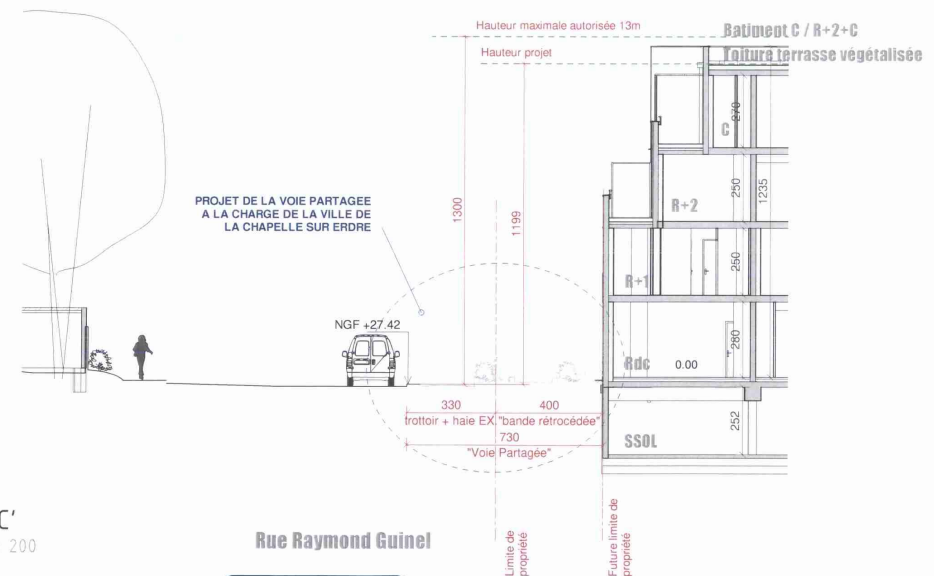 Hauteur maximale autorisée 13m
Batiment C / R+2+C
Hauteur projet
Toiture terrasse végétalisée
270
C
PROJET DE LA VOIE PARTAGEE
A LA CHARGE DE LA VILLE DE
LA CHAPELLE SUR ERDRE
1300
1199
250
1235
R+2
250
R+1
NGF +27.42
280
Rdc
0.00
330
400
trottoir + haie EX.
"bande rétrocédée"
730
"Voie Partagée"
252
SSOL
C'
200
Rue Raymond Guinel
Limite de
propriété
Future limite de
propriété